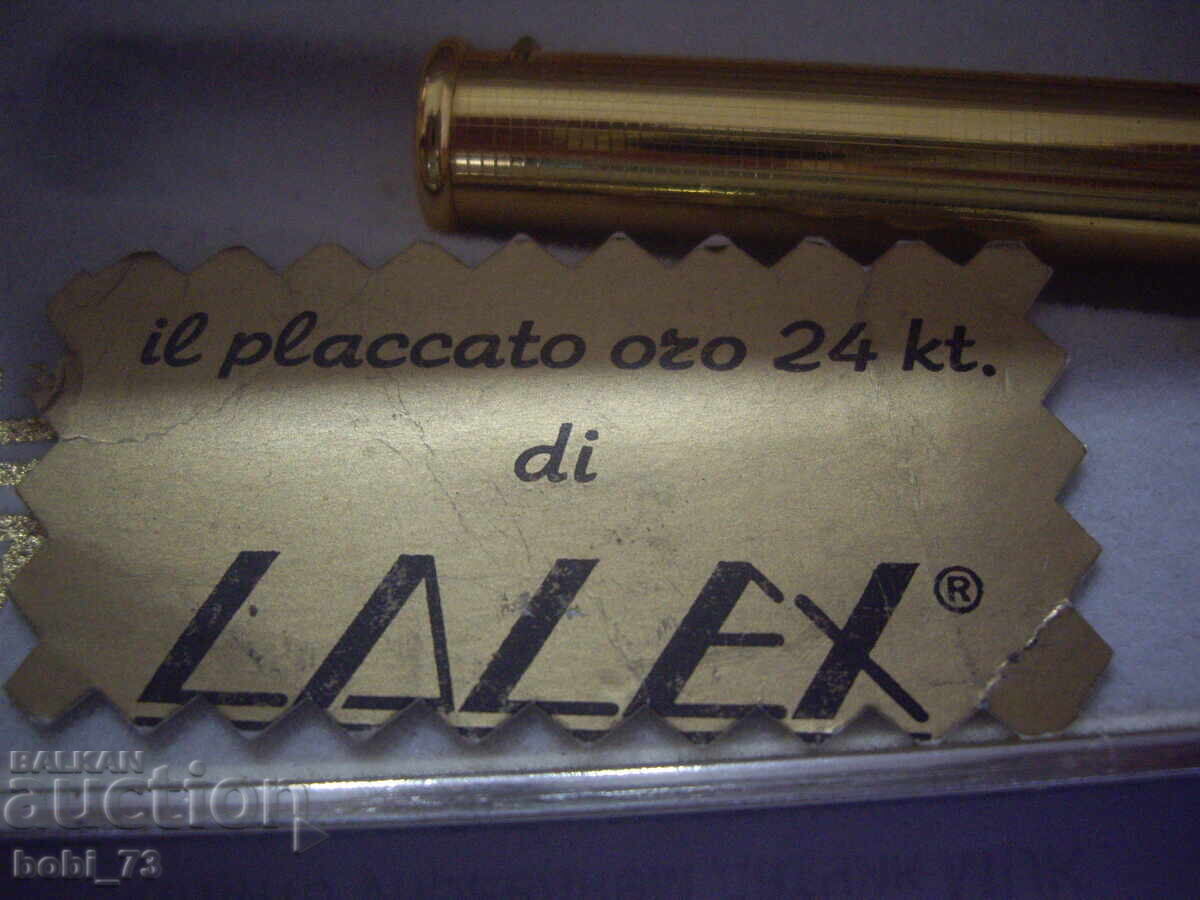 il placcato oro 24 kt.
di
LALEX®
BALKAN
auction
bobi_73